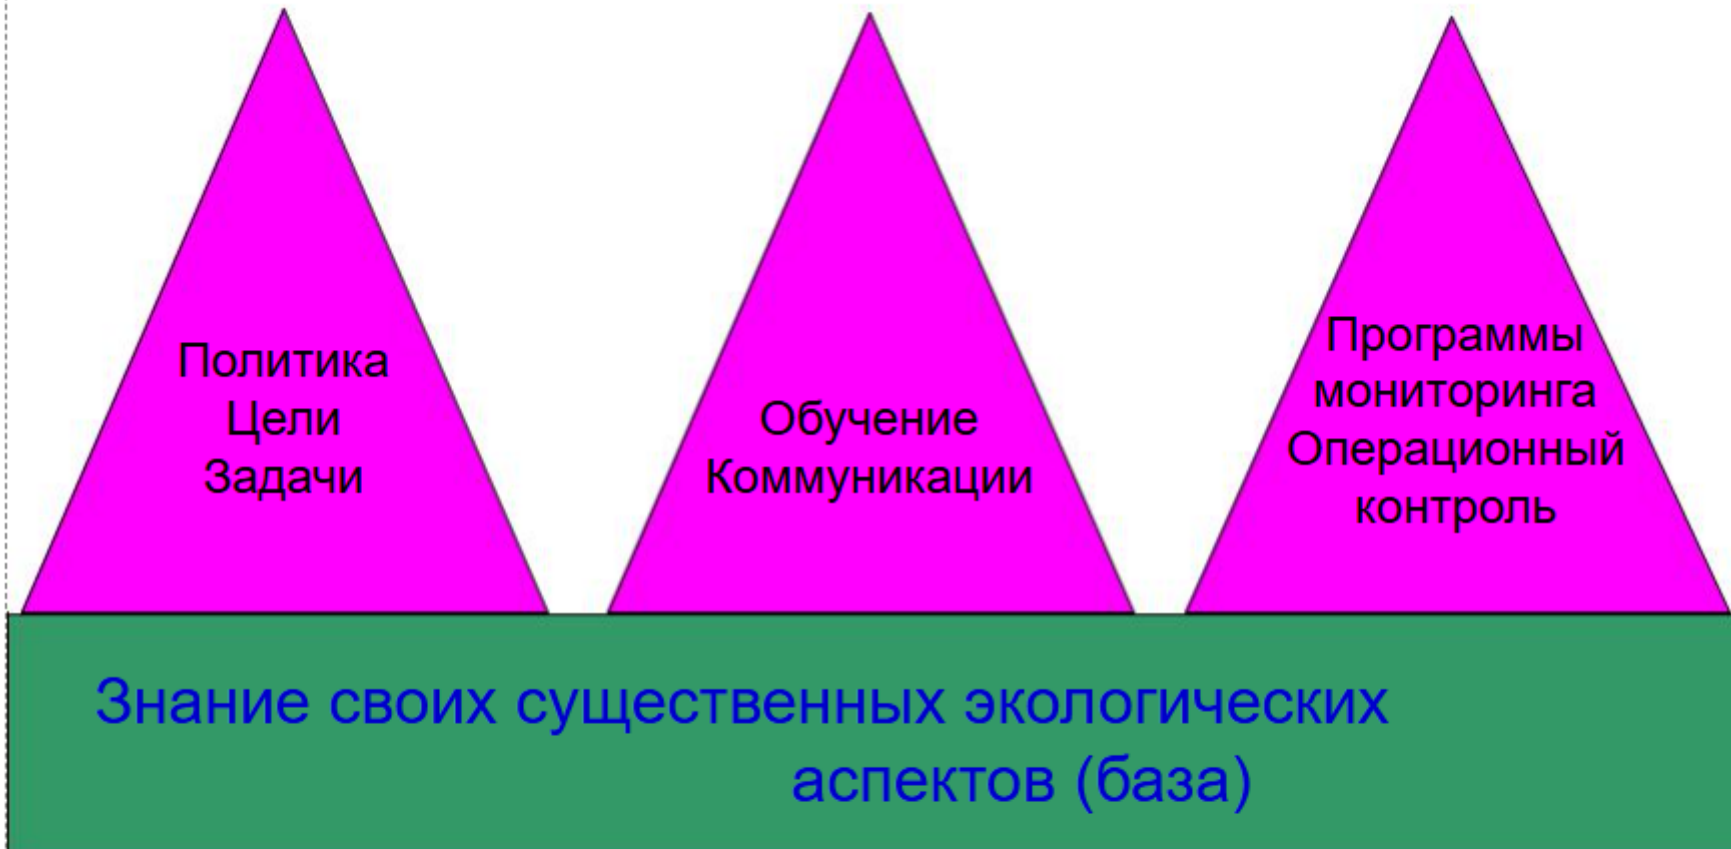 Политика
Цели
Задачи
Обучение
Коммуникации
Программы
мониторинга
Операционный
контроль
Знание своих существенных экологических
аспектов (база)